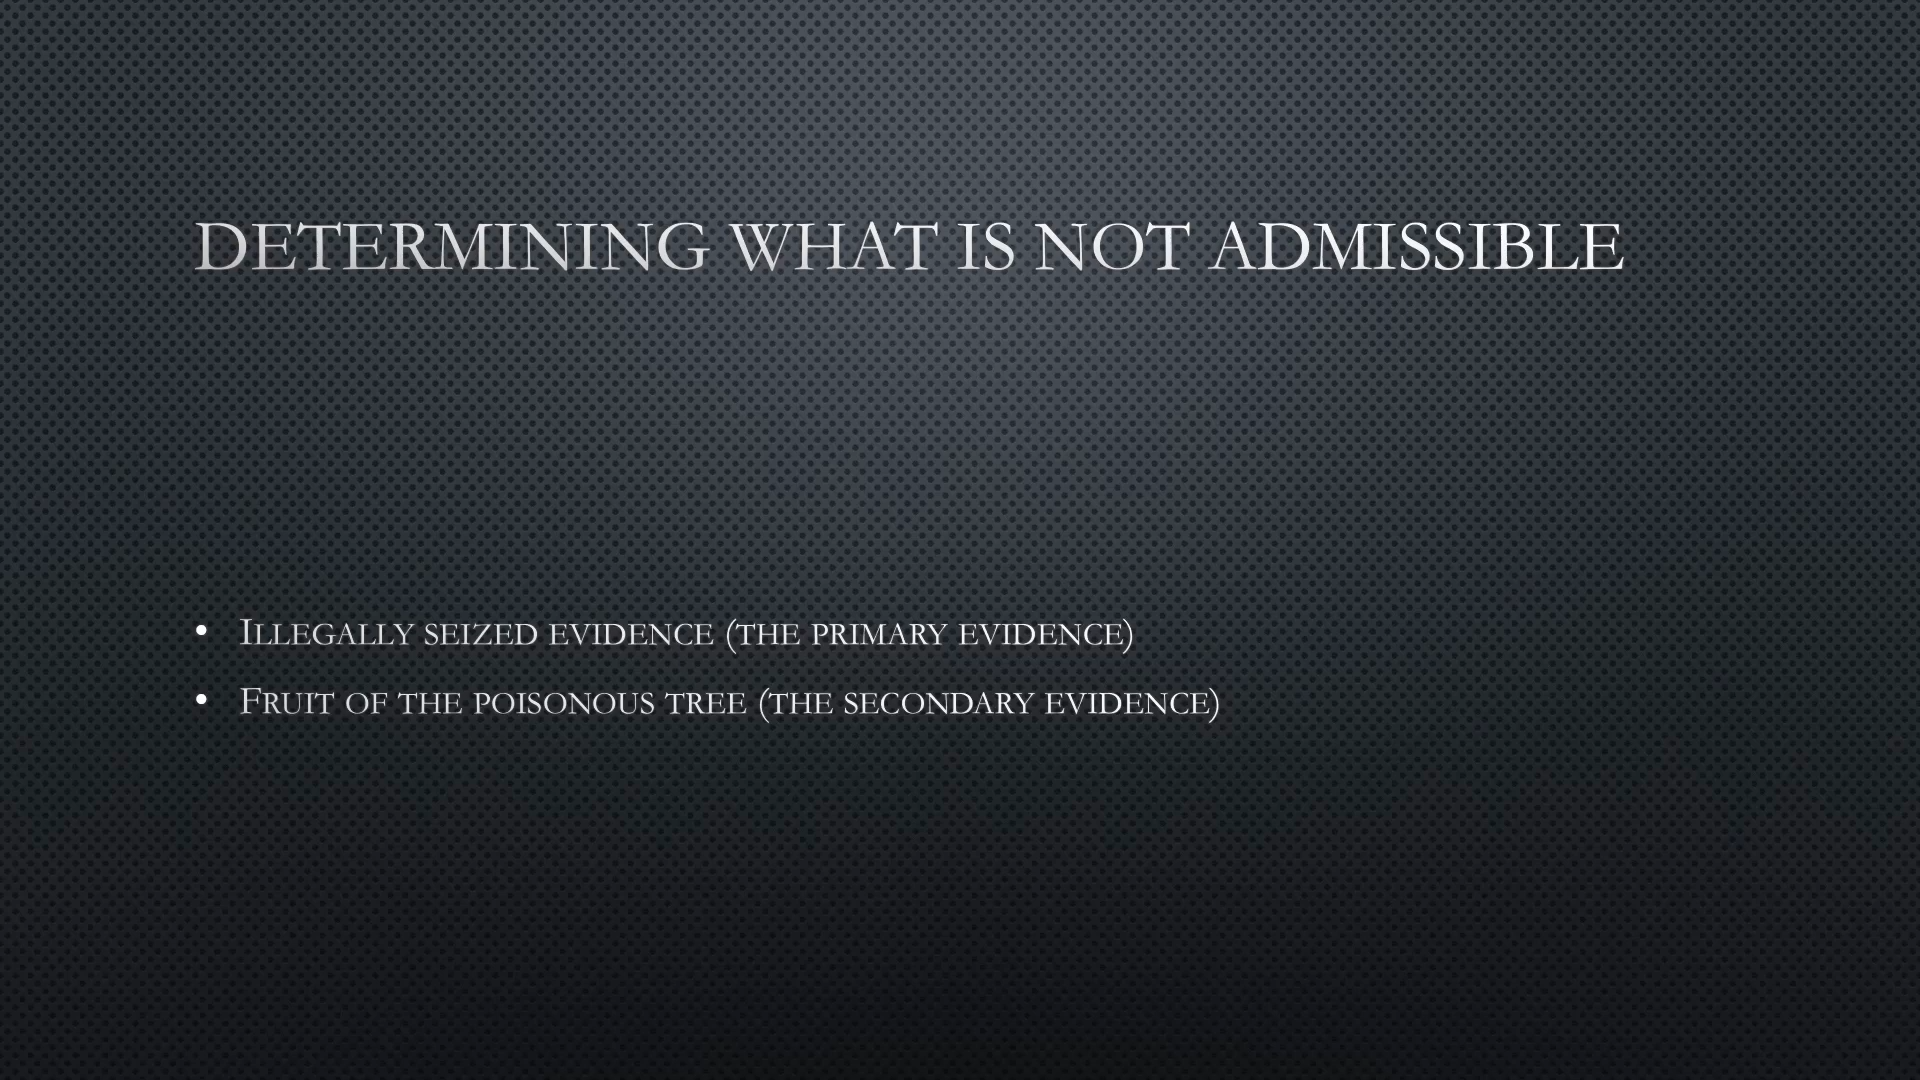 DETERMINING WHAT IS NOT ADMISSIBLE
• ILLEGALLY SEIZED EVIDENCE (THE PRIMARY EVIDENCE)
• FRUIT OF THE POISONOUS TREE (THE SECONDARY EVIDENCE)